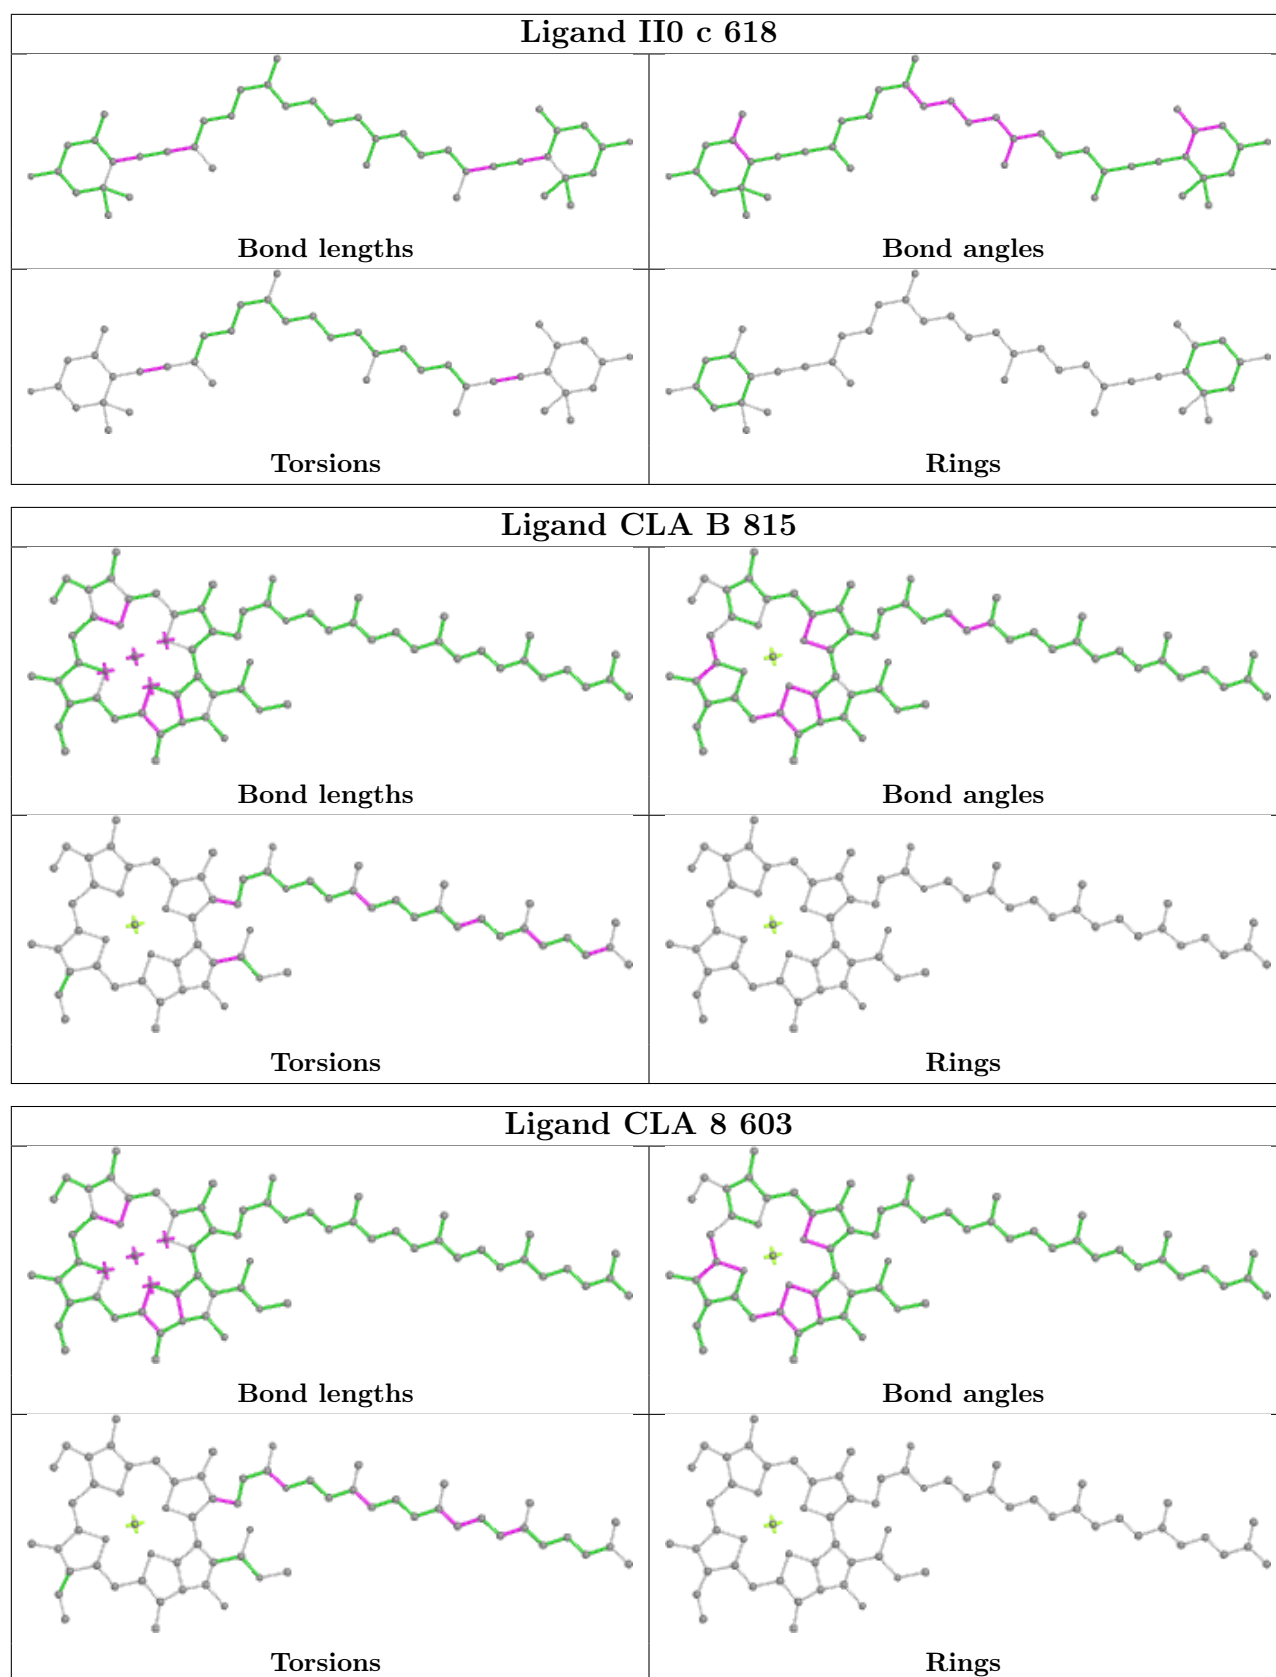 Ligand II0 c 618
Bond lengths
Bond angles
Torsions
Rings
Ligand CLA B 815
Bond lengths
Bond angles
Torsions
Rings
Ligand CLA 8 603
Bond lengths
Bond angles
Torsions
Rings